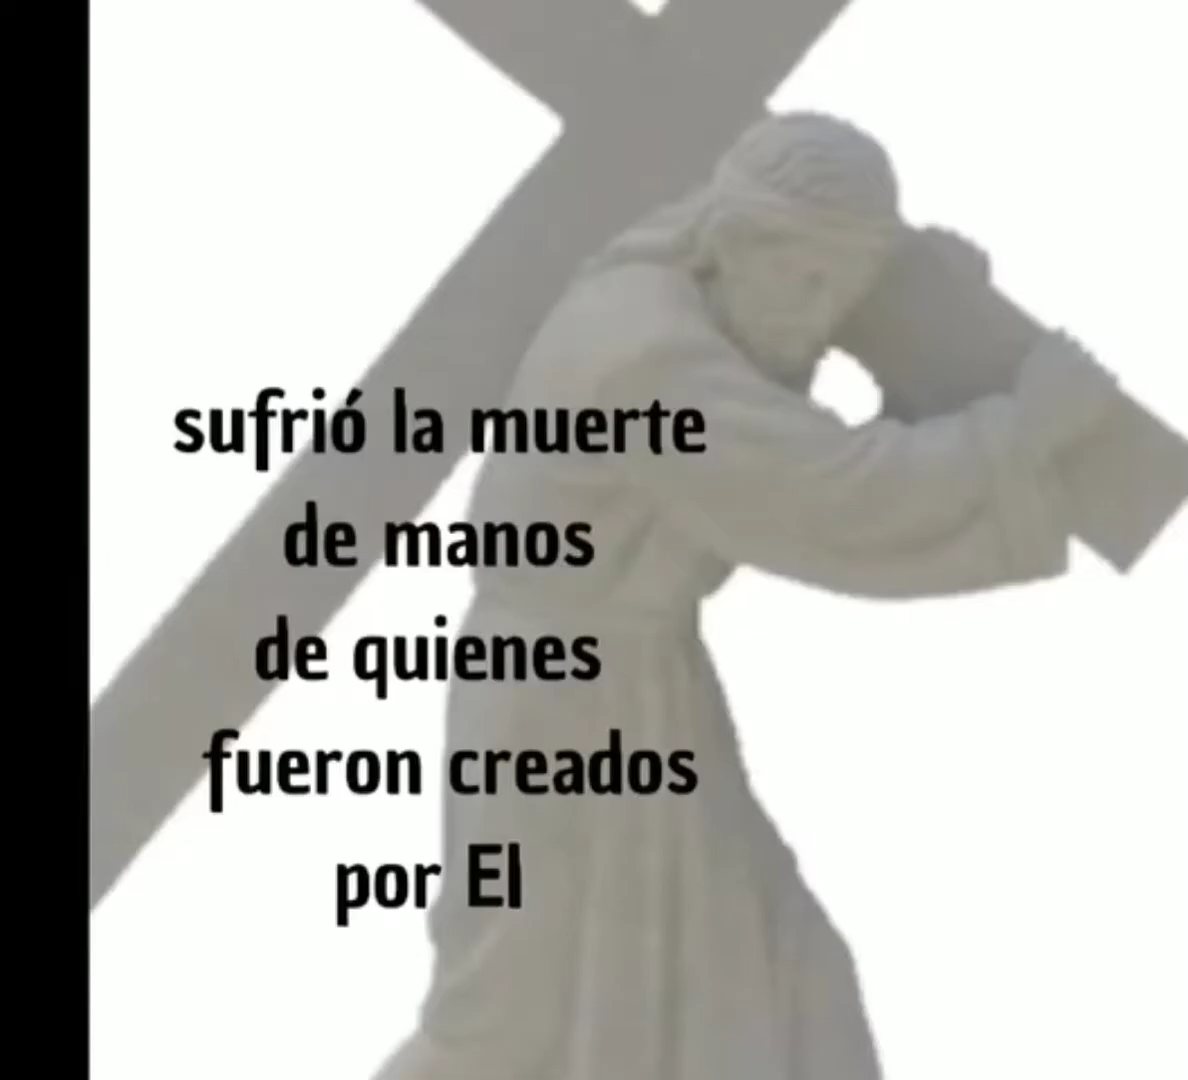 sufrió la muerte
de manos
de quienes
fueron creados
por El